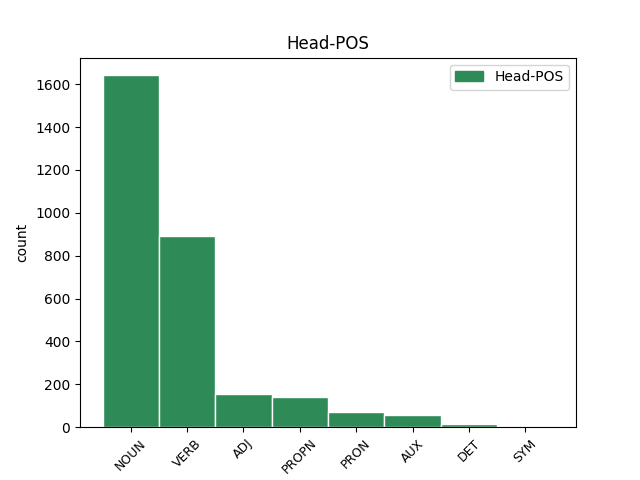 Head-POS
Head-POS
1600
1400
1200
1000
800
600
400
200
0
count
NOUN
VERB
ADJ
PROPN
PRON
AUX
DET
SYM